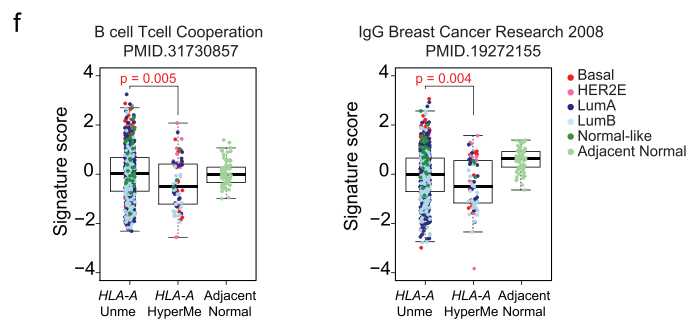 f
B cell Tcell Cooperation
PMID.31730857
p = 0.005
Signature score
4
2
0
−2
−4
HLA-A
Unme
HLA-A
HyperMe
Adjacent
Normal
IgG Breast Cancer Research 2008
PMID.19272155
p = 0.004
Signature score
4
2
0
−2
−4
HLA-A
Unme
HLA-A
HyperMe
Adjacent
Normal
Basal
HER2E
LumA
LumB
Normal-like
Adjacent Normal